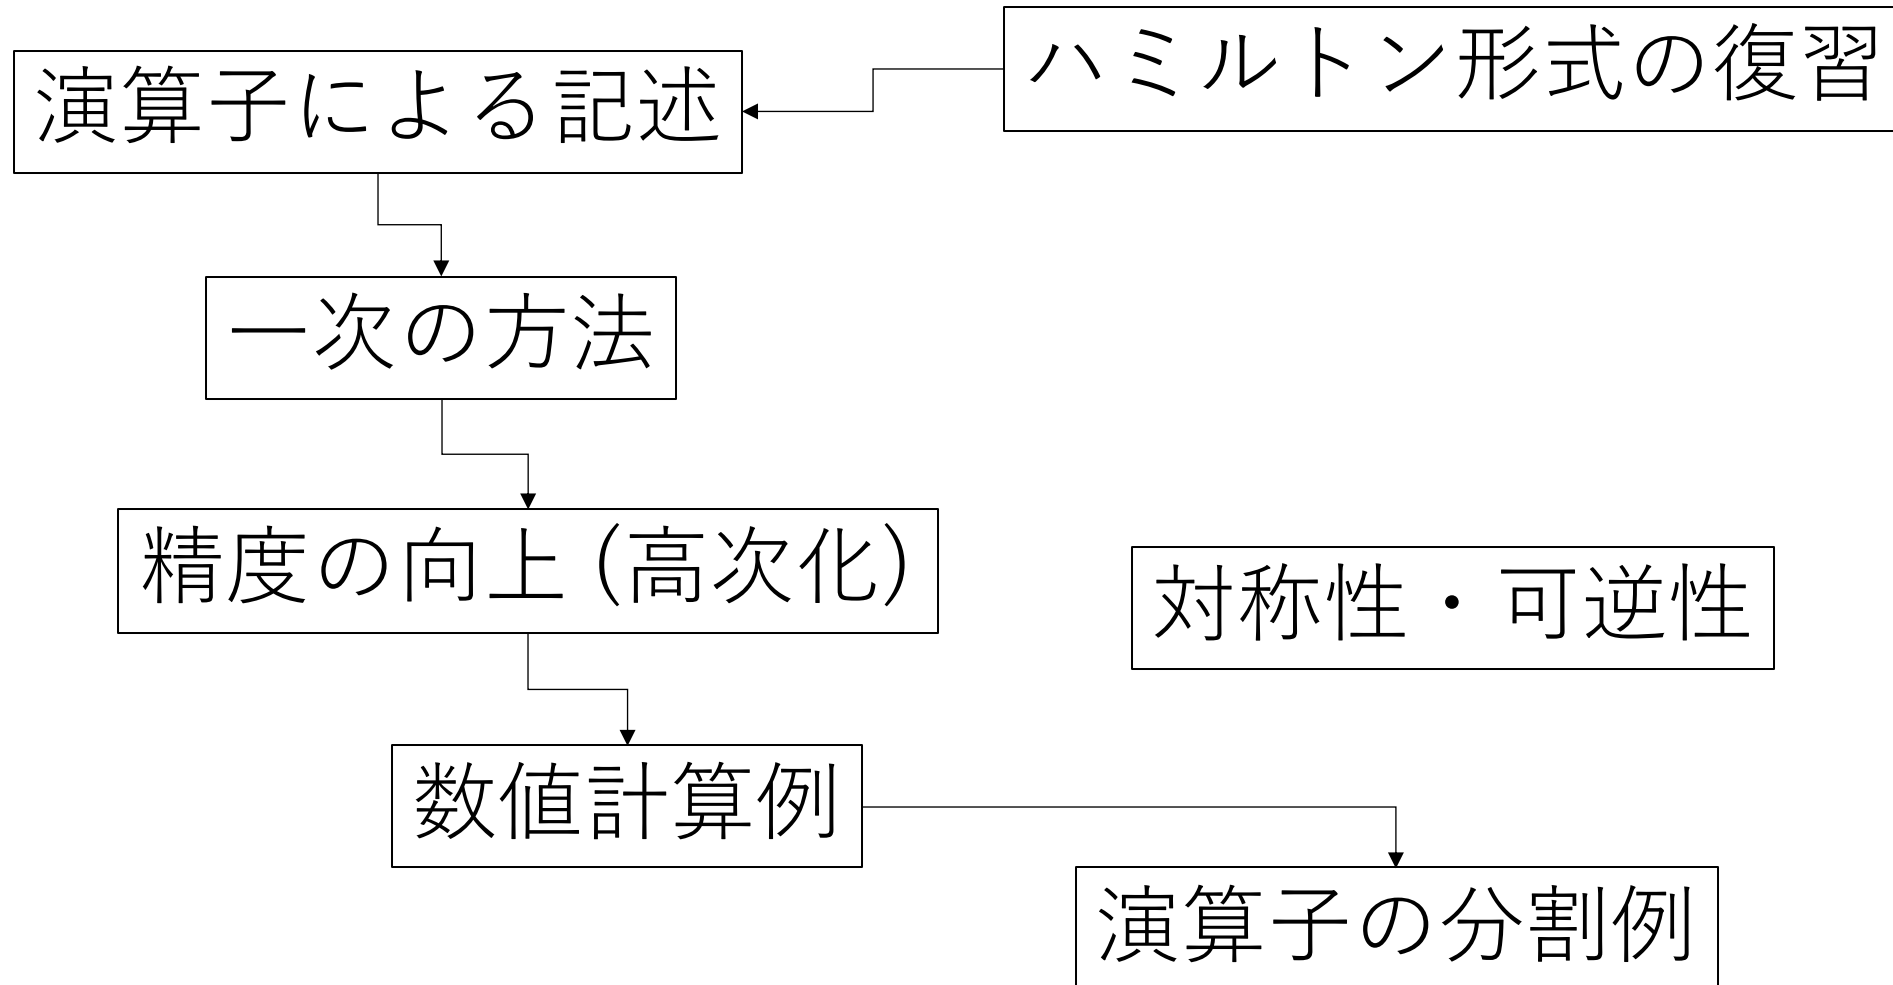 ハミルトン形式の復習
演算子による記述
一次の方法
精度の向上(高次化)
対称性・可逆性
数値計算例
演算子の分割例